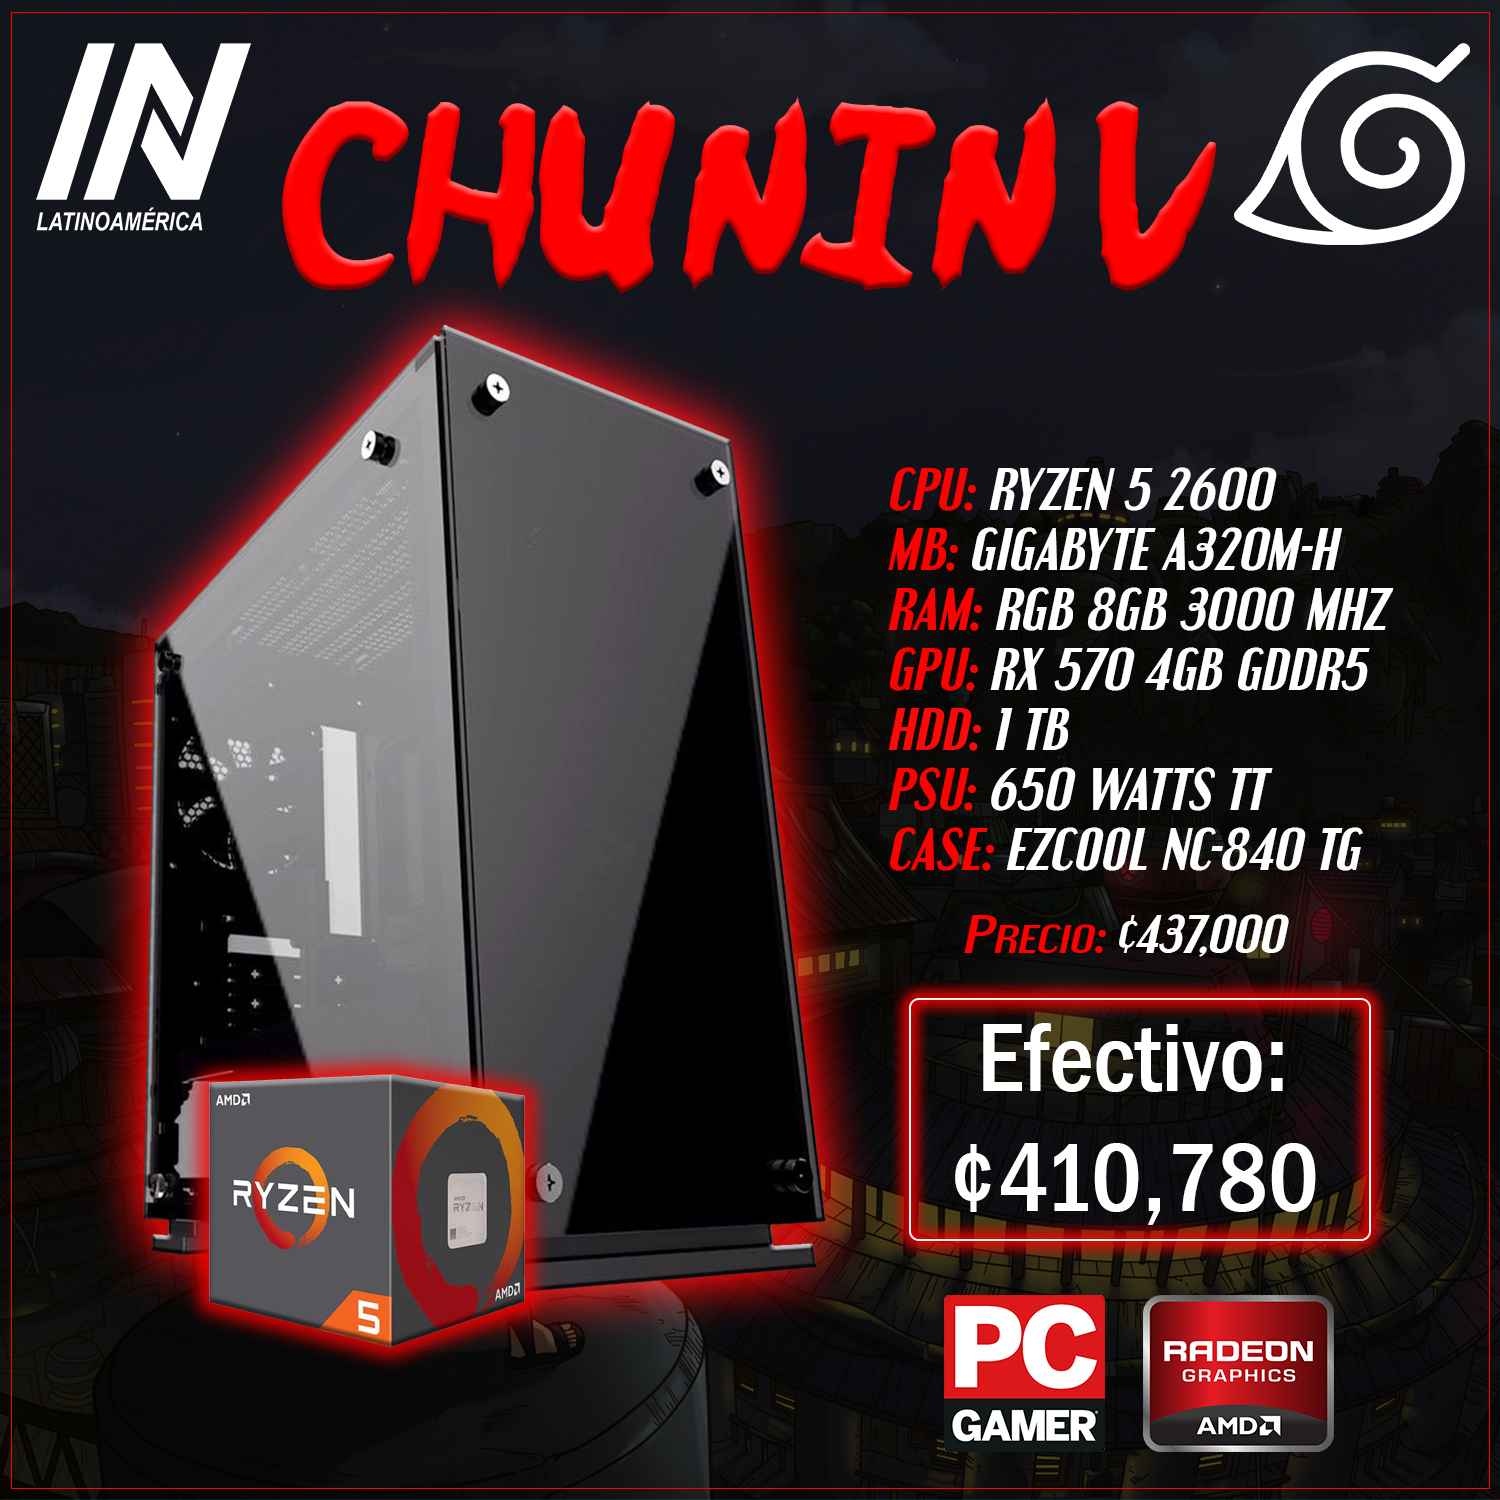 IN
LATINOAMÉRICA
CHUNIN V
CPU: RYZEN 5 2600
MB: GIGABYTE A320M-H
RAM: RGB 8GB 3000 MHZ
GPU: RX 570 4GB GDDR5
HDD: 1 TB
PSU: 650 WATTS TT
CASE: EZCOOL NC-840 TG
PRECIO: ¢437,000
Efectivo:
¢410,780
AMD
RYZEN
5
AMD
RYZEN
AMD
PC
GAMER
RADEON
GRAPHICS
AMD